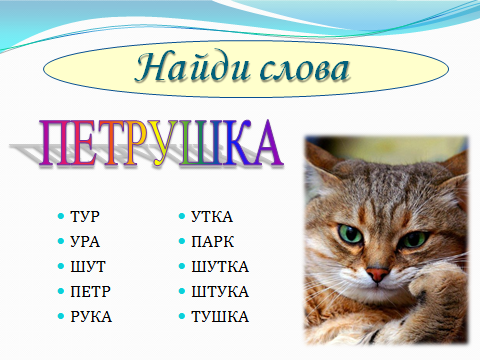 Найди слова
ПЕТРУШКА
ТУР
УРА
ШУТ
ПЕТР
РУКА
УТКА
ПАРК
ШУТКА
ШТУКА
ТУШКА